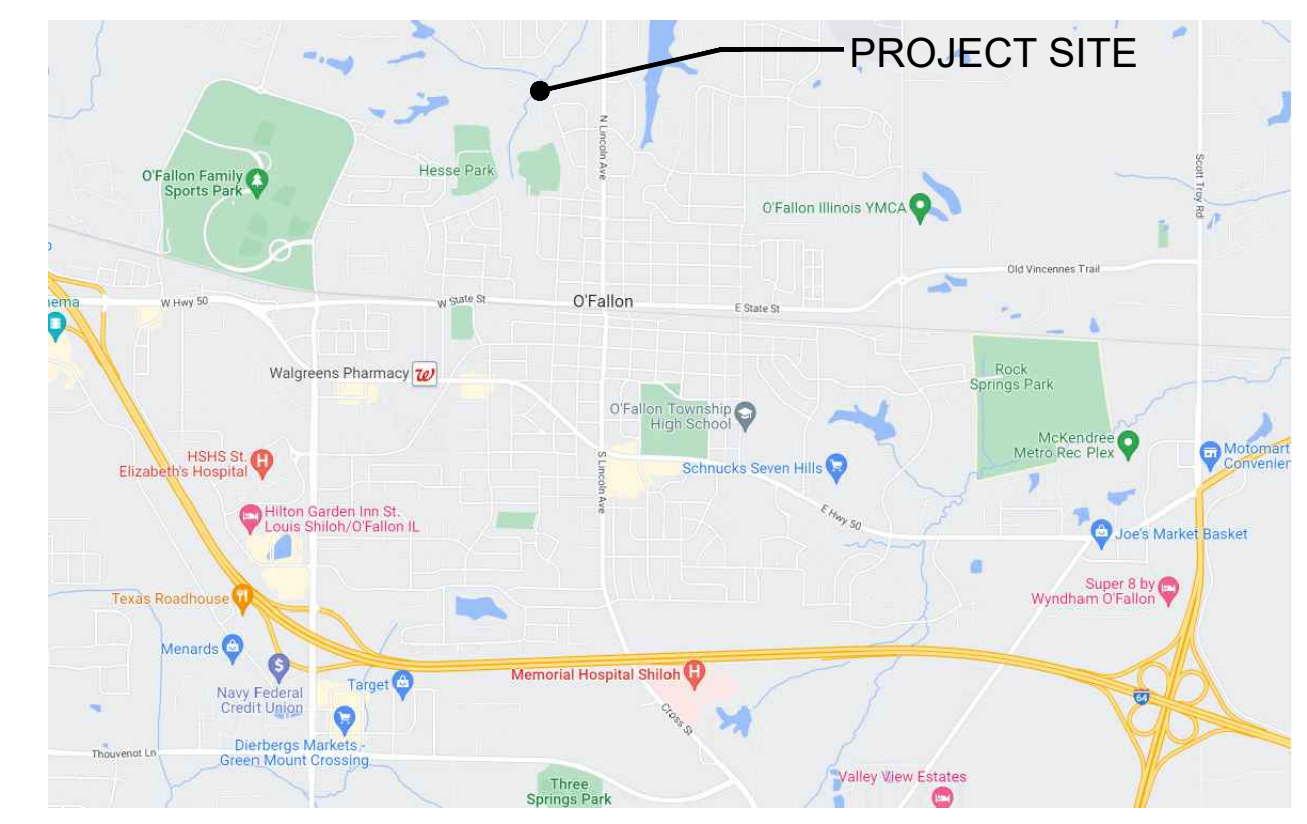 PROJECT SITE
N Lincoln Ave
Hesse Park
O'Fallon Family
Sports Park
Scott Troy Rd
O'Fallon Illinois YMCA
Old Vincennes Trail
W Hwy 50
W State St
O'Fallon
E State St
Walgreens Pharmacy
W
Rock
Springs Park
O'Fallon Township
High School
McKendree
Metro Rec Plex
Motomart
Convenien
HSHS St.
Elizabeth's Hospital
H
S Lincoln Ave
Schnucks Seven Hills
Hilton Garden Inn St.
Louis Shiloh/O'Fallon IL
E Hwy 50
Joe's Market Basket
Super 8 by
Wyndham O'Fallon
Texas Roadhouse
Menards
$
Navy Federal
Credit Union
Target
Memorial Hospital Shiloh
H
64
Cross St
Thouvenot Ln
Dierbergs Markets -
Green Mount Crossing
Three
Springs Park
Valley View Estates